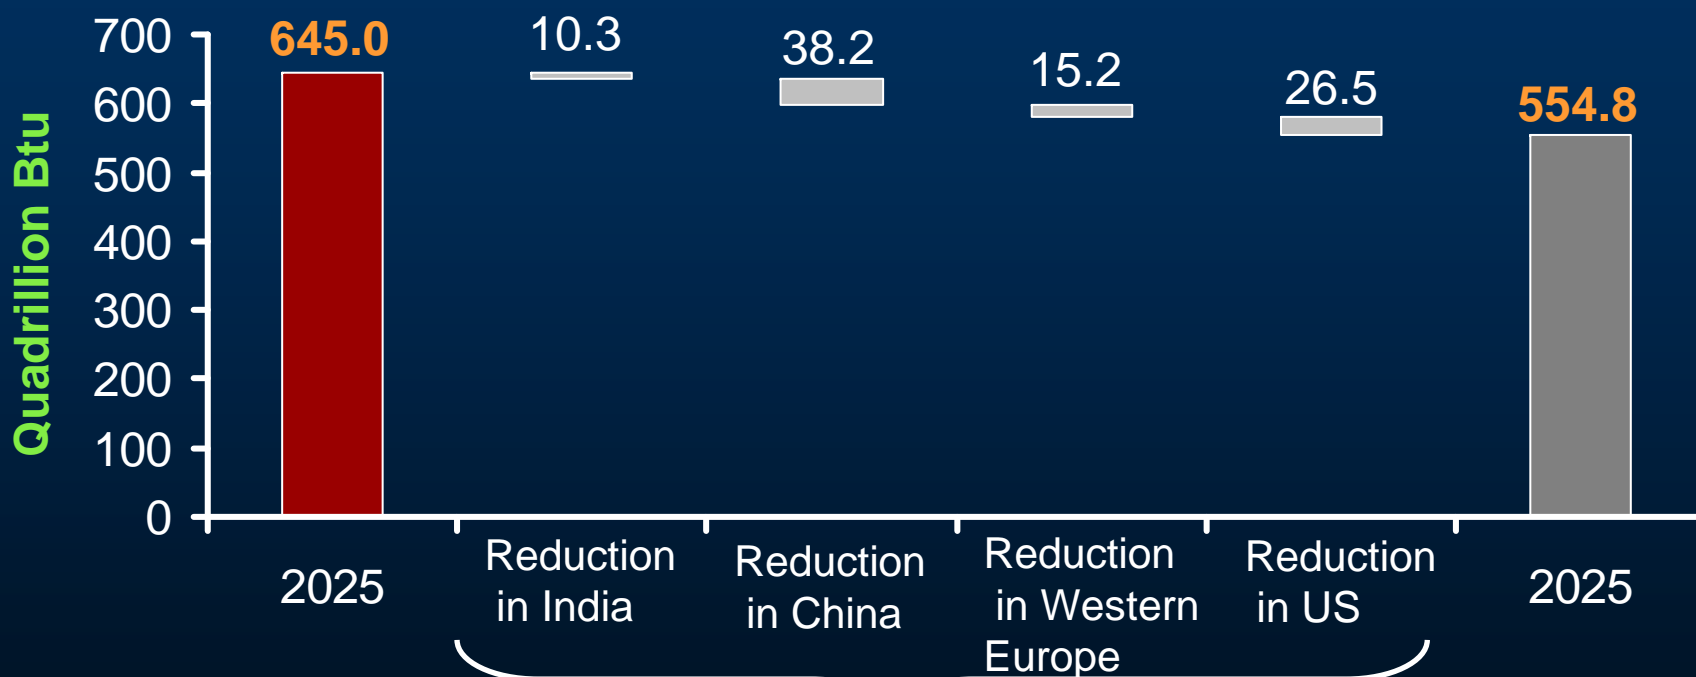 Quadrillion Btu
700
600
500
400
300
200
100
0
645.0
10.3
38.2
15.2
26.5
554.8
2025
Reduction
in India
Reduction
in China
Reduction
in Western
Europe
Reduction
in US
2025